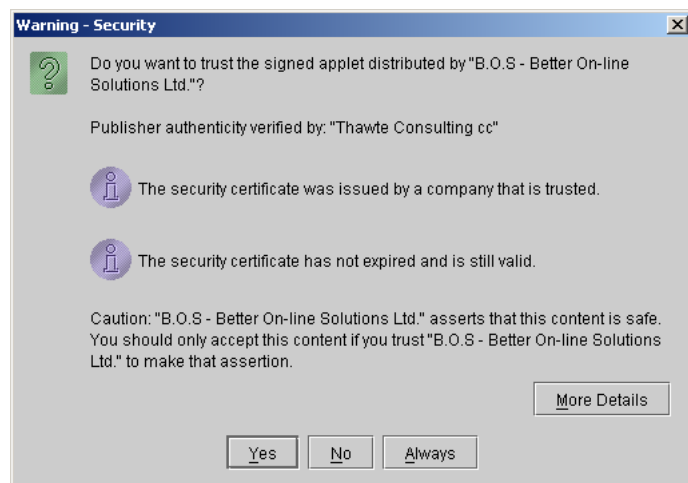 Warning - Security
Do you want to trust the signed applet distributed by "B.O.S - Better On-line
Solutions Ltd."?
Publisher authenticity verified by: "Thawte Consulting cc"
The security certificate was issued by a company that is trusted.
The security certificate has not expired and is still valid.
Caution: "B.O.S - Better On-line Solutions Ltd." asserts that this content is safe.
You should only accept this content if you trust "B.O.S - Better On-line Solutions
Ltd." to make that assertion.
More Details
Yes No Always